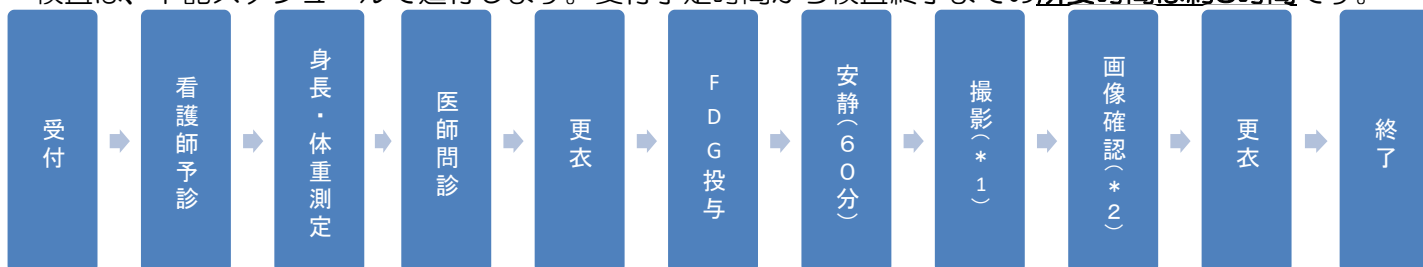 受付
看護師予診
身長・体重測定
医師問診
更衣
FDG投与
安静（60分）
撮影（*1）
画像確認（*2）
更衣
終了